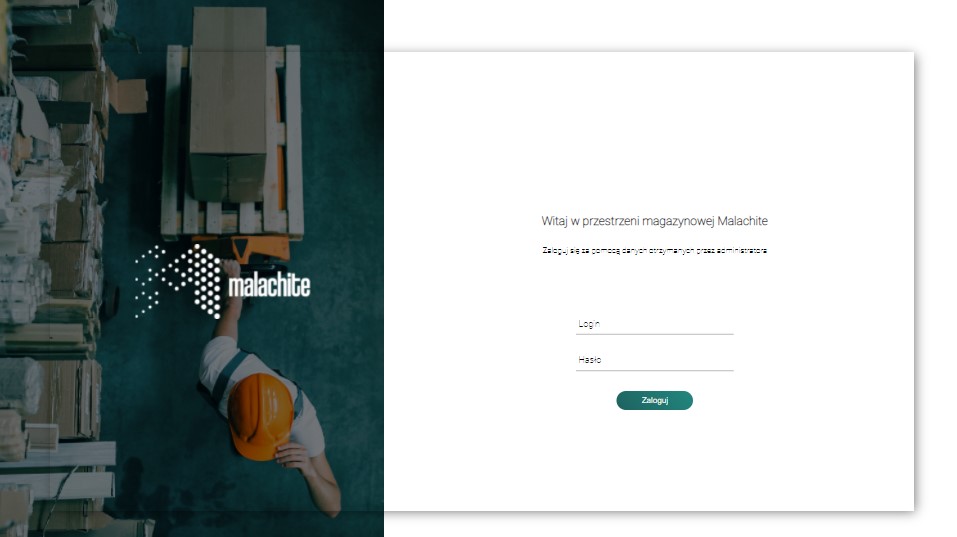 malachite
Witaj w przestrzeni magazynowej Malachite
Zaloguj się za pomocą danych otrzymanych przez administratora
Login
Hasło
Zaloguj